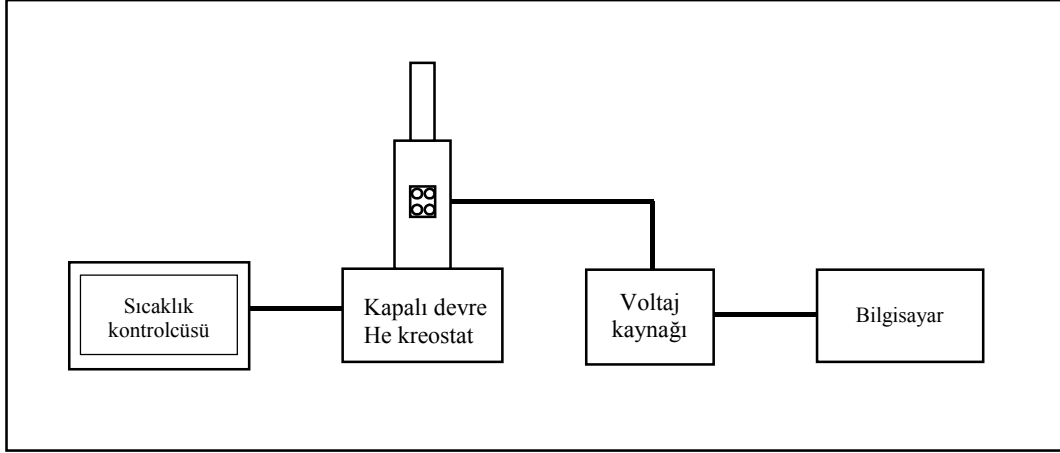 Sıcaklık
kontrolcüsü
Kapalı devre
He kreostat
Voltaj
kaynağı
Bilgisayar